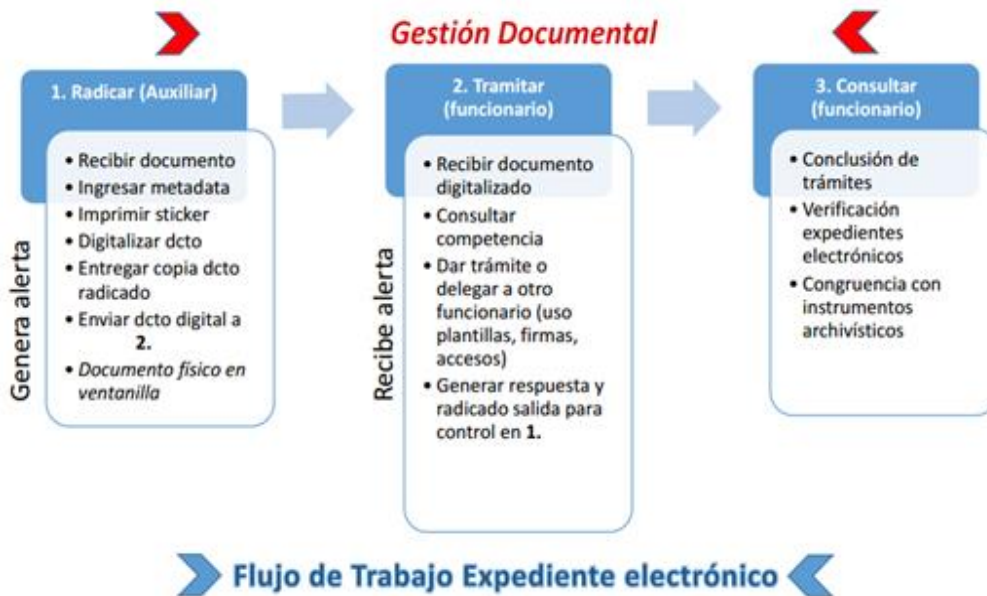 Gestión Documental
1. Radicar (Auxiliar)
• Recibir documento
• Ingresar metadata
• Imprimir sticker
• Digitalizar dcto
• Entregar copia dcto
radicado
• Enviar dcto digital a
2.
• Documento físico en
ventanilla
Genera alerta
2. Tramitar
(funcionario)
• Recibir documento
digitalizado
• Consultar
competencia
• Dar trámite o
delegar a otro
funcionario (uso
plantillas, firmas,
accesos)
• Generar respuesta y
radicado salida para
control en 1.
Recibe alerta
3. Consultar
(funcionario)
• Conclusión de
trámites
• Verificación
expedientes
electrónicos
• Congruencia con
instrumentos
archivísticos
Flujo de Trabajo Expediente electrónico